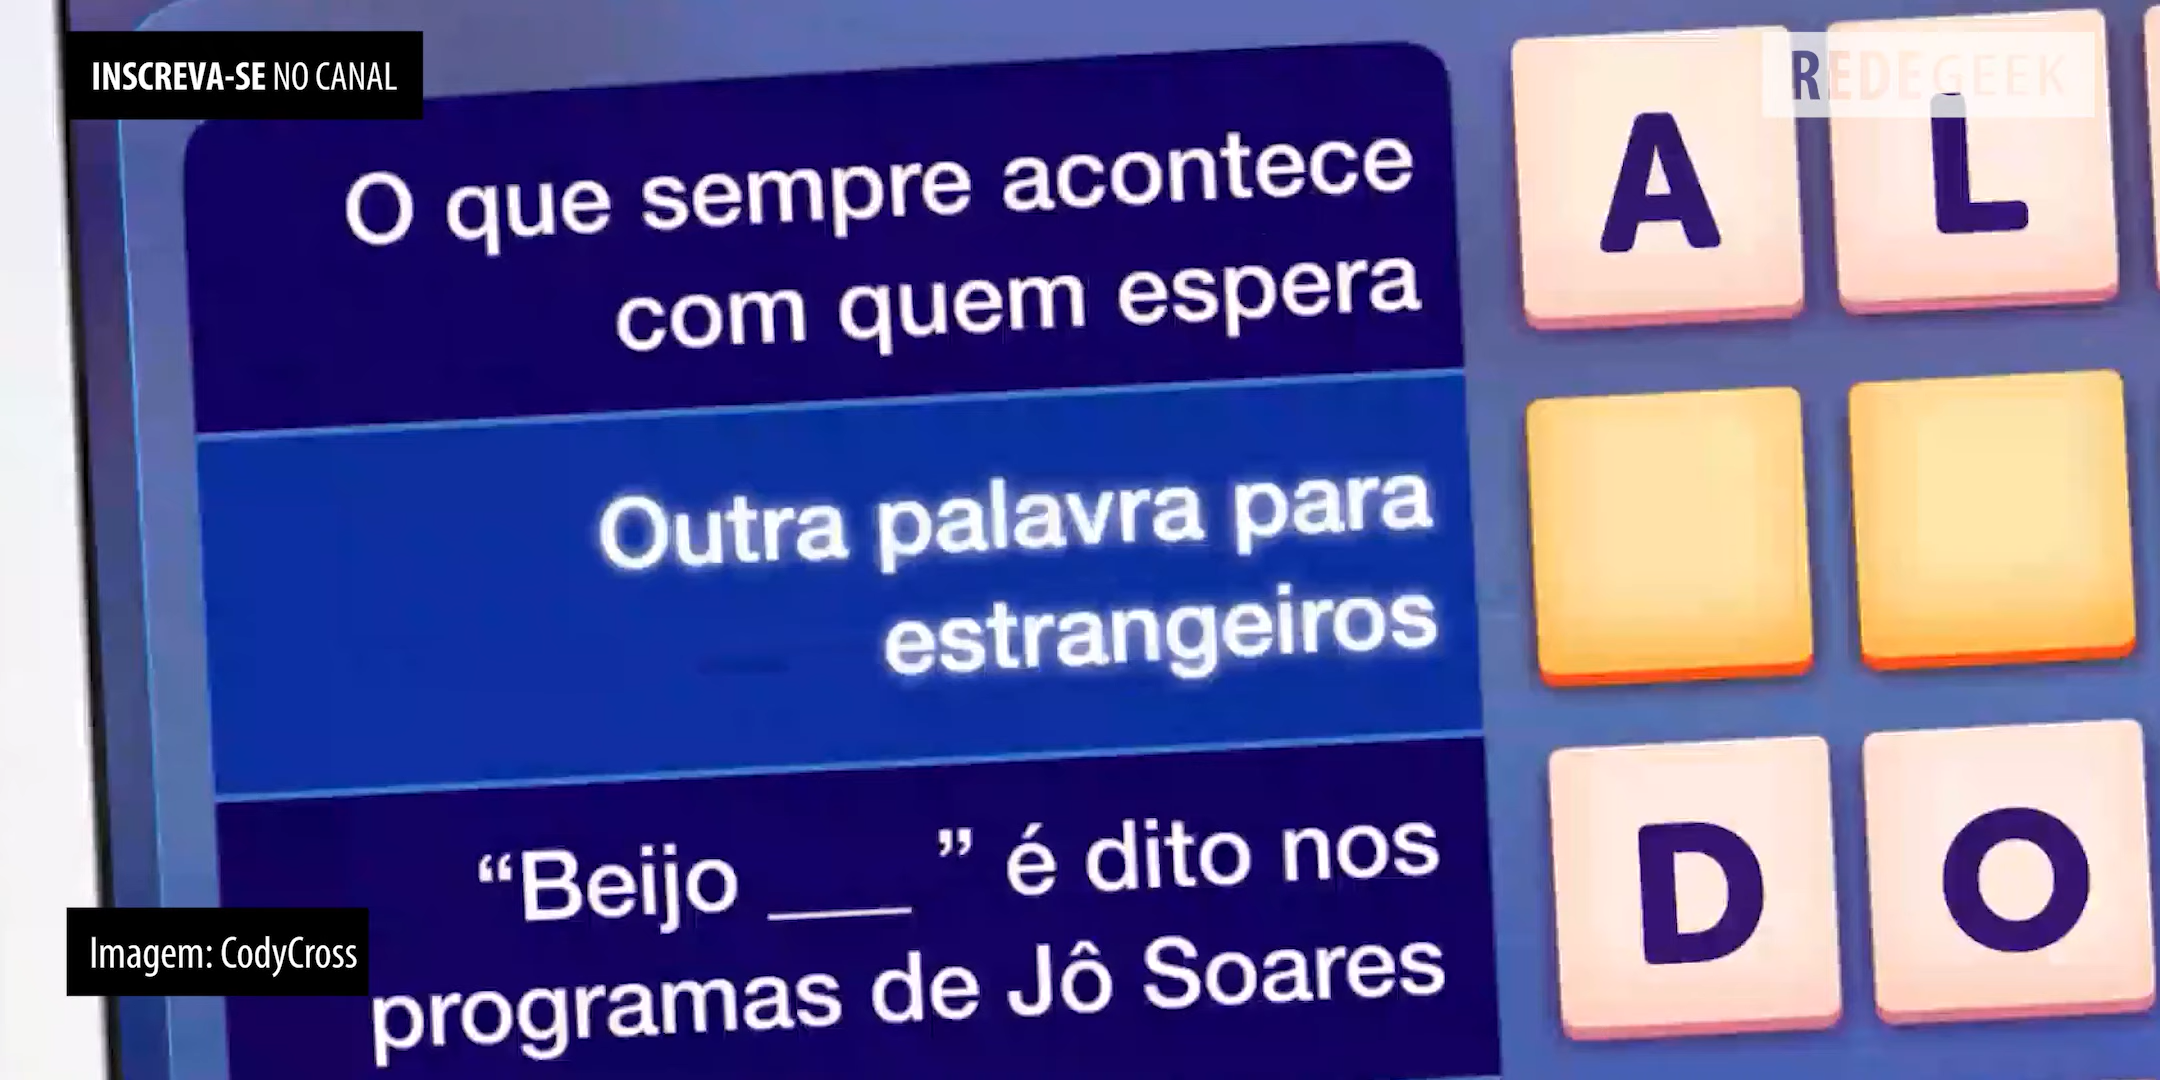 INSCREVA-SE NO CANAL
REDEGEEK
O que sempre acontece
com quem espera
A L
Outra palavra para
estrangeiros
“Beijo ___ ” é dito nos
programas de Jô Soares
D O
Imagem: CodyCross